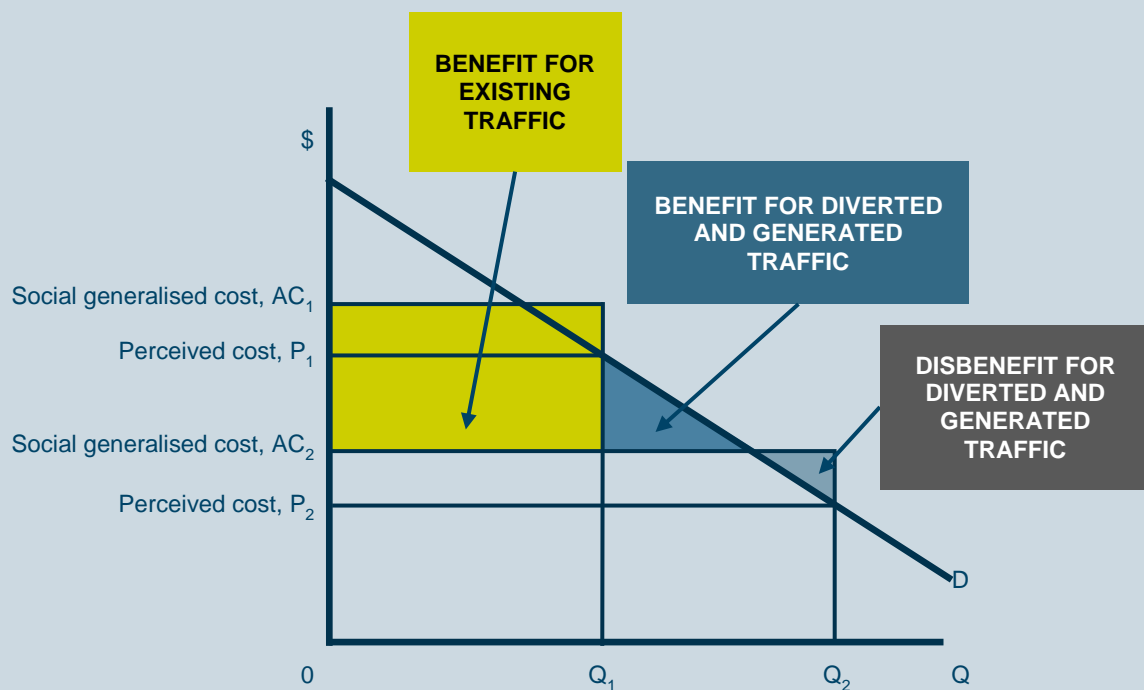 BENEFIT FOR
EXISTING
TRAFFIC
$
BENEFIT FOR DIVERTED
AND GENERATED
TRAFFIC
Social generalised cost, AC₁
Perceived cost, P₁
DISBENEFIT FOR
DIVERTED AND
GENERATED
TRAFFIC
Social generalised cost, AC₂
Perceived cost, P₂
D
0
Q₁
Q₂
Q